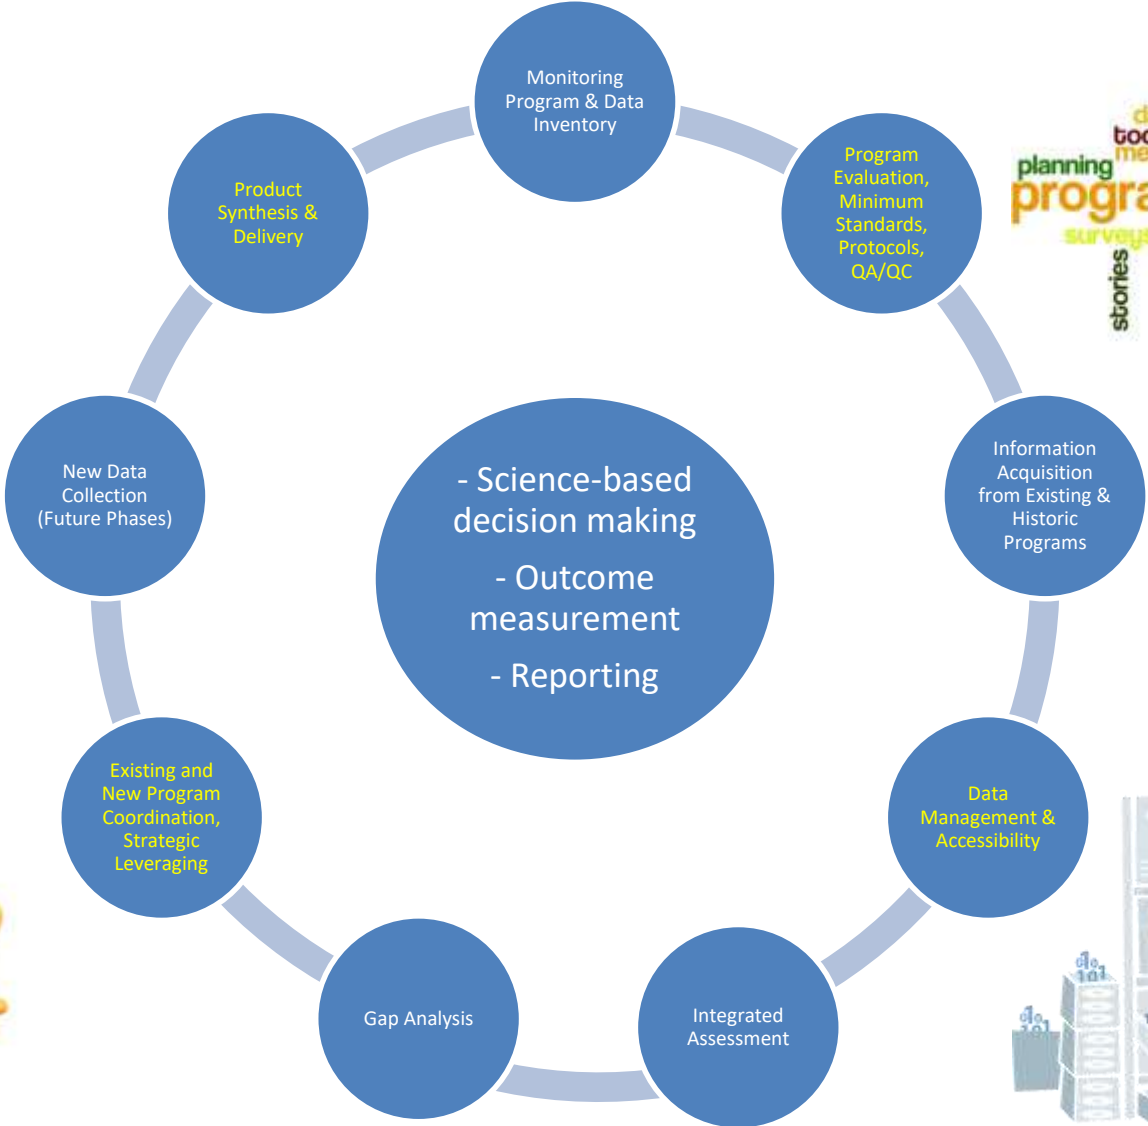 Monitoring
Program & Data
Inventory
Program
Evaluation,
Minimum
Standards,
Protocols,
QA/QC
Information
Acquisition
from Existing &
Historic
Programs
Data
Management &
Accessibility
Integrated
Assessment
Gap Analysis
Existing and
New Program
Coordination,
Strategic
Leveraging
New Data
Collection
(Future Phases)
Product
Synthesis &
Delivery
- Science-based
decision making
- Outcome
measurement
- Reporting
planning
surveys
stories